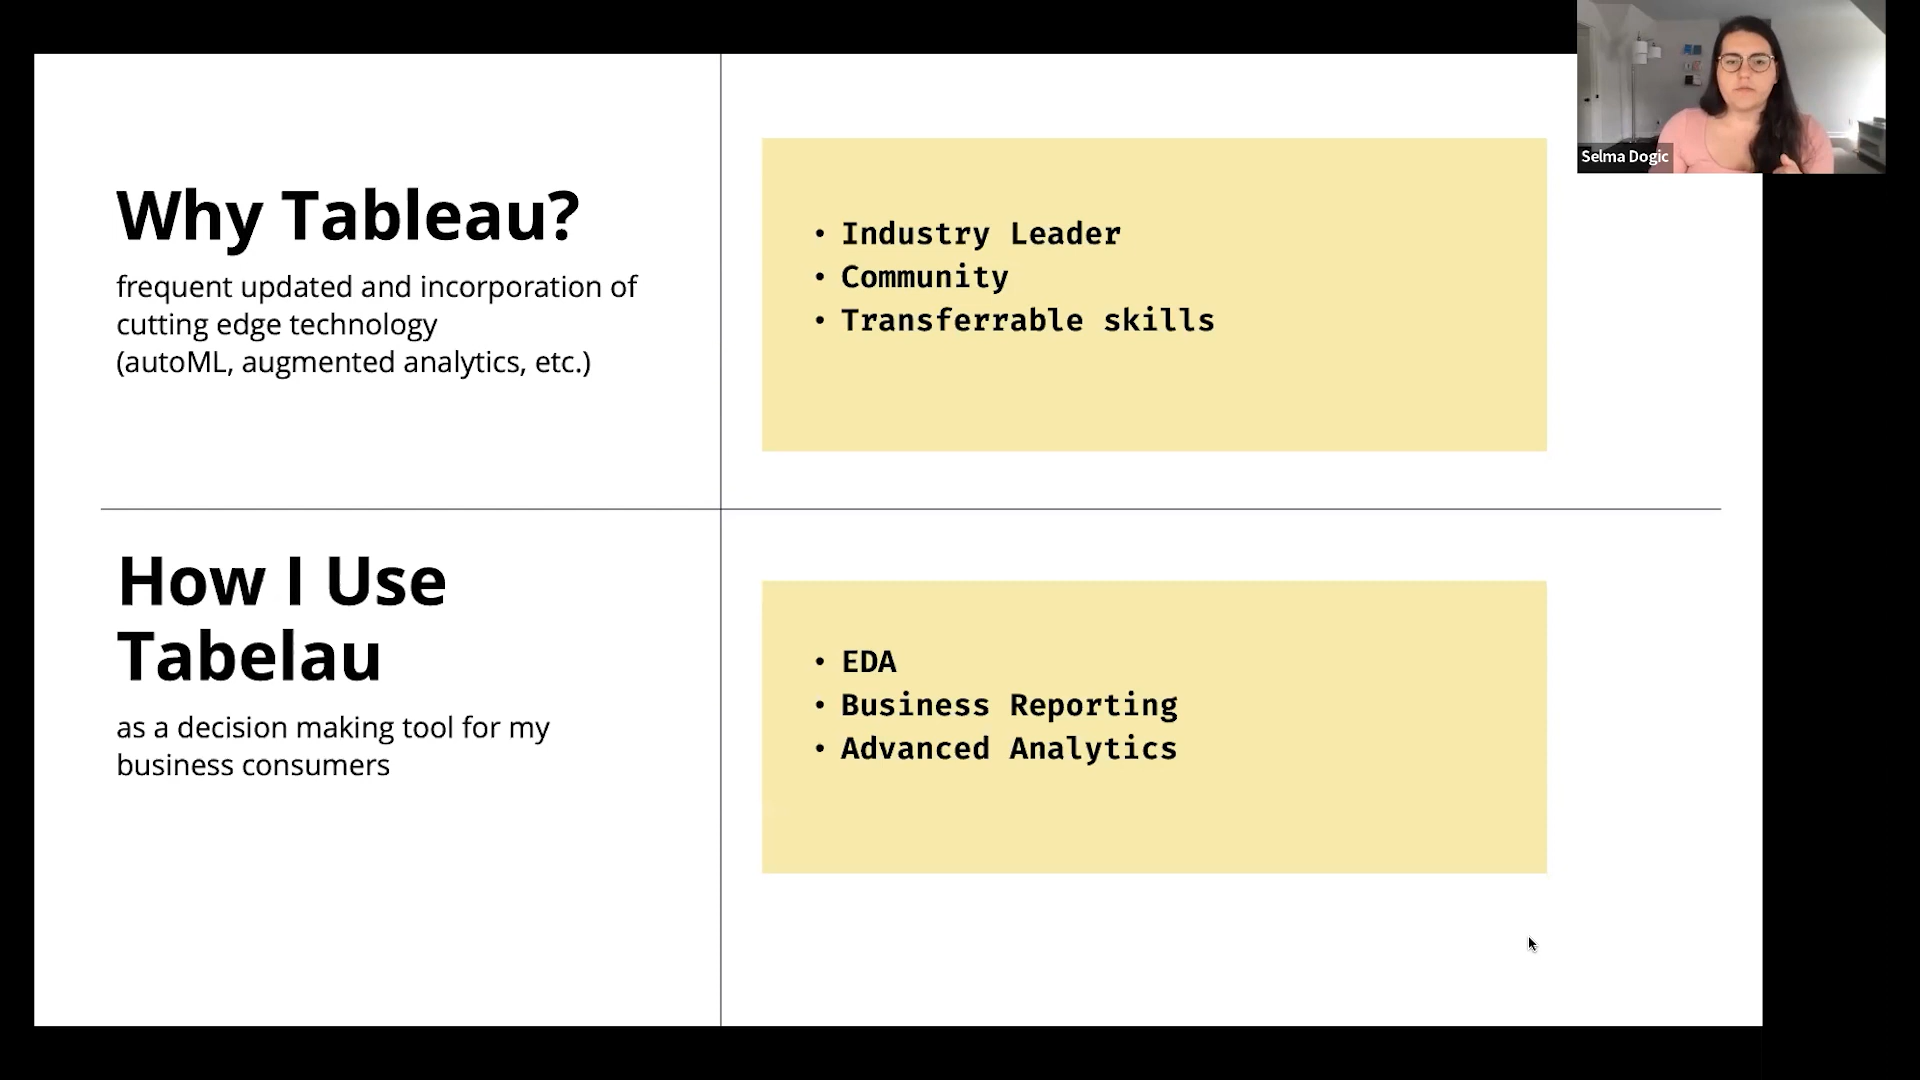 Selma Dogic
Why Tableau?
frequent updated and incorporation of
cutting edge technology
(autoML, augmented analytics, etc.)
• Industry Leader
• Community
• Transferrable skills
How I Use
Tabelau
as a decision making tool for my
business consumers
• EDA
• Business Reporting
• Advanced Analytics